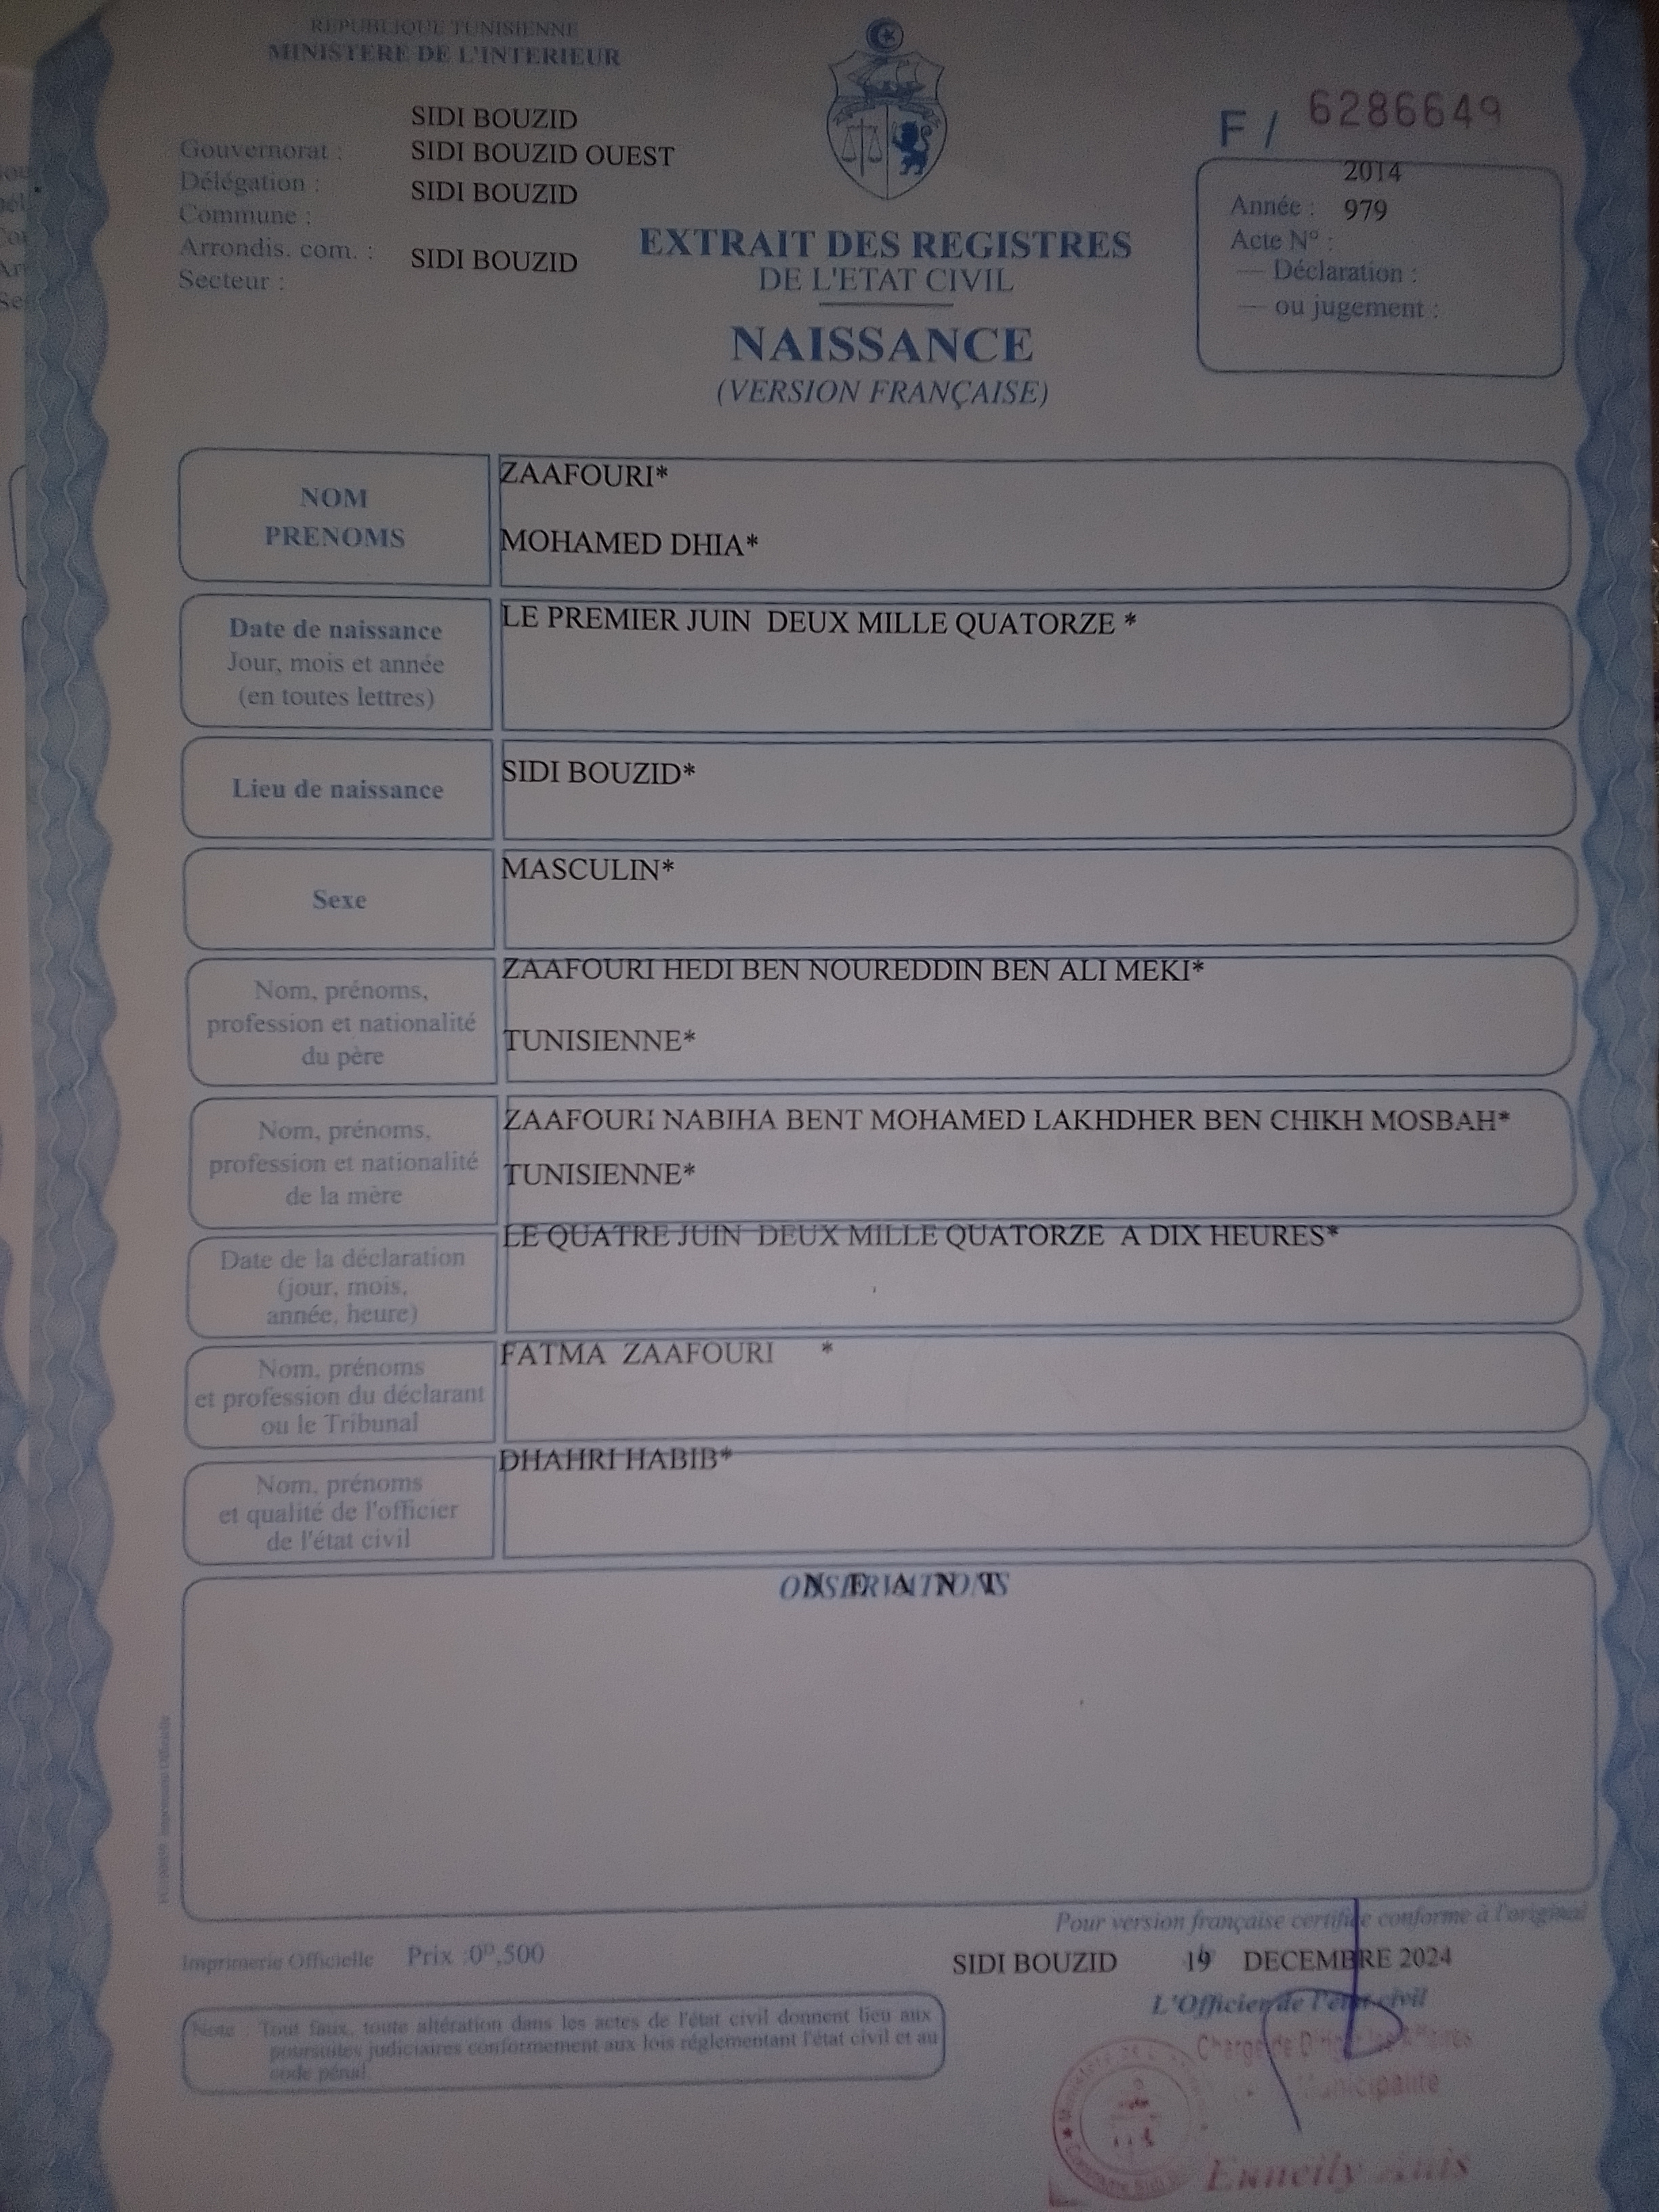 REPUBLIQUE TUNISIENNE
MINISTERE DE L'INTERIEUR
F / 6286649
SIDI BOUZID
Gouvernorat : SIDI BOUZID OUEST
Délégation : SIDI BOUZID
Commune :
Arrondis. com. : SIDI BOUZID
Secteur :
EXTRAIT DES REGISTRES
DE L'ETAT CIVIL
NAISSANCE
(VERSION FRANÇAISE)
2014
Année : 979
Acte N° :
— Déclaration :
— ou jugement :
NOM
PRENOMS
ZAAFOURI*
MOHAMED DHIA*
Date de naissance
Jour, mois et année
(en toutes lettres)
LE PREMIER JUIN DEUX MILLE QUATORZE *
Lieu de naissance
SIDI BOUZID*
Sexe
MASCULIN*
Nom, prénoms,
profession et nationalité
du père
ZAAFOURI HEDI BEN NOUREDDIN BEN ALI MEKI*
TUNISIENNE*
Nom, prénoms,
profession et nationalité
de la mère
ZAAFOURI NABIHA BENT MOHAMED LAKHDHER BEN CHIKH MOSBAH*
TUNISIENNE*
Date de la déclaration
(jour, mois,
année, heure)
LE QUATRE JUIN DEUX MILLE QUATORZE A DIX HEURES*
Nom, prénoms
et profession du déclarant
ou le Tribunal
FATMA ZAAFOURI *
Nom, prénoms
et qualité de l'officier
de l'état civil
DHAHRI HABIB*
OBSERVATIONS
N E A N T
Pour version française certifiée conforme à l'original
Imprimerie Officielle Prix :0ᴰ,500
SIDI BOUZID 19 DECEMBRE 2024
L'Officier de l'état civil
Note : Tout faux, toute altération dans les actes de l'état civil donnent lieu aux
poursuites judiciaires conformement aux lois réglementant l'état civil et au
code pénal
Municipalité